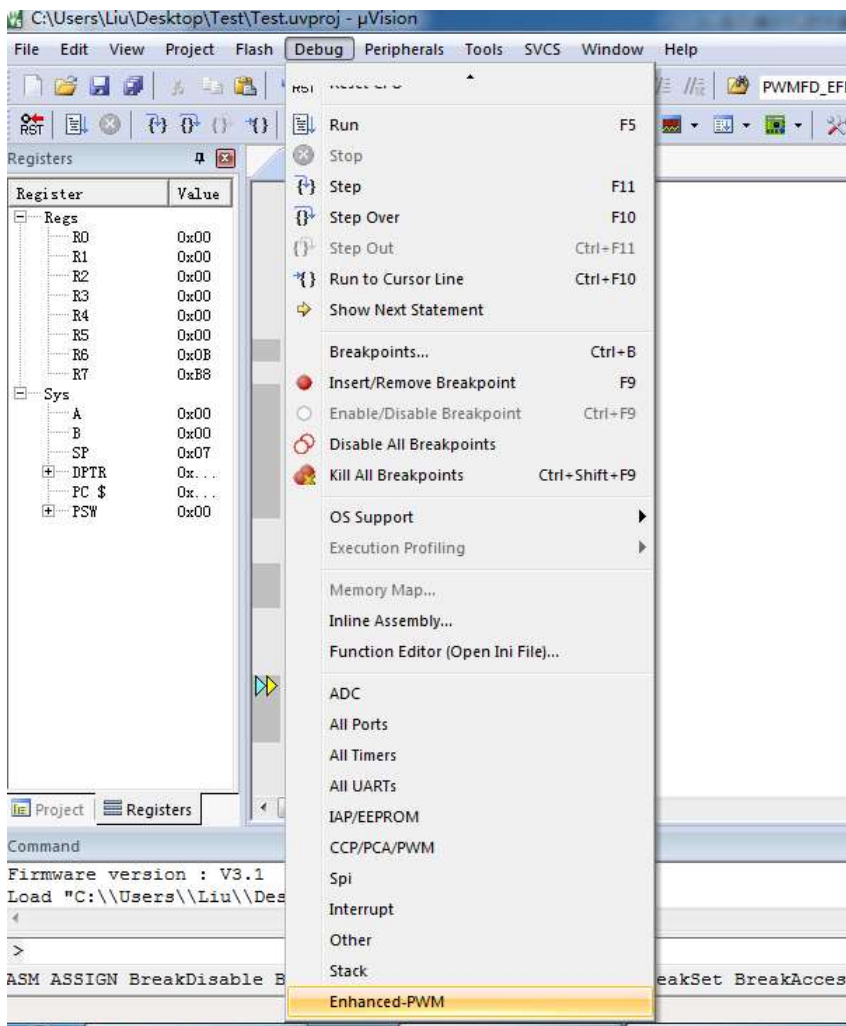 C:\Users\Liu\Desktop\Test\Test.uvproj - µVision
File Edit View Project Flash Debug Peripherals Tools SVCS Window Help
RST
PWMFD_EFI
RST
Registers
Register Value
Regs
R0 0x00
R1 0x00
R2 0x00
R3 0x00
R4 0x00
R5 0x00
R6 0x0B
R7 0xB8
Sys
A 0x00
B 0x00
SP 0x07
DPTR 0x...
PC $ 0x...
PSW 0x00
Project Registers
Run F5
Stop
Step F11
Step Over F10
Step Out Ctrl+F11
Run to Cursor Line Ctrl+F10
Show Next Statement
Breakpoints... Ctrl+B
Insert/Remove Breakpoint F9
Enable/Disable Breakpoint Ctrl+F9
Disable All Breakpoints
Kill All Breakpoints Ctrl+Shift+F9
OS Support
Execution Profiling
Memory Map...
Inline Assembly...
Function Editor (Open Ini File)...
ADC
All Ports
All Timers
All UARTs
IAP/EEPROM
CCP/PCA/PWM
Spi
Interrupt
Other
Stack
Enhanced-PWM
Command
Firmware version : V3.1
Load "C:\\Users\\Liu\\Des
>
ASM ASSIGN BreakDisable B eakSet BreakAcces